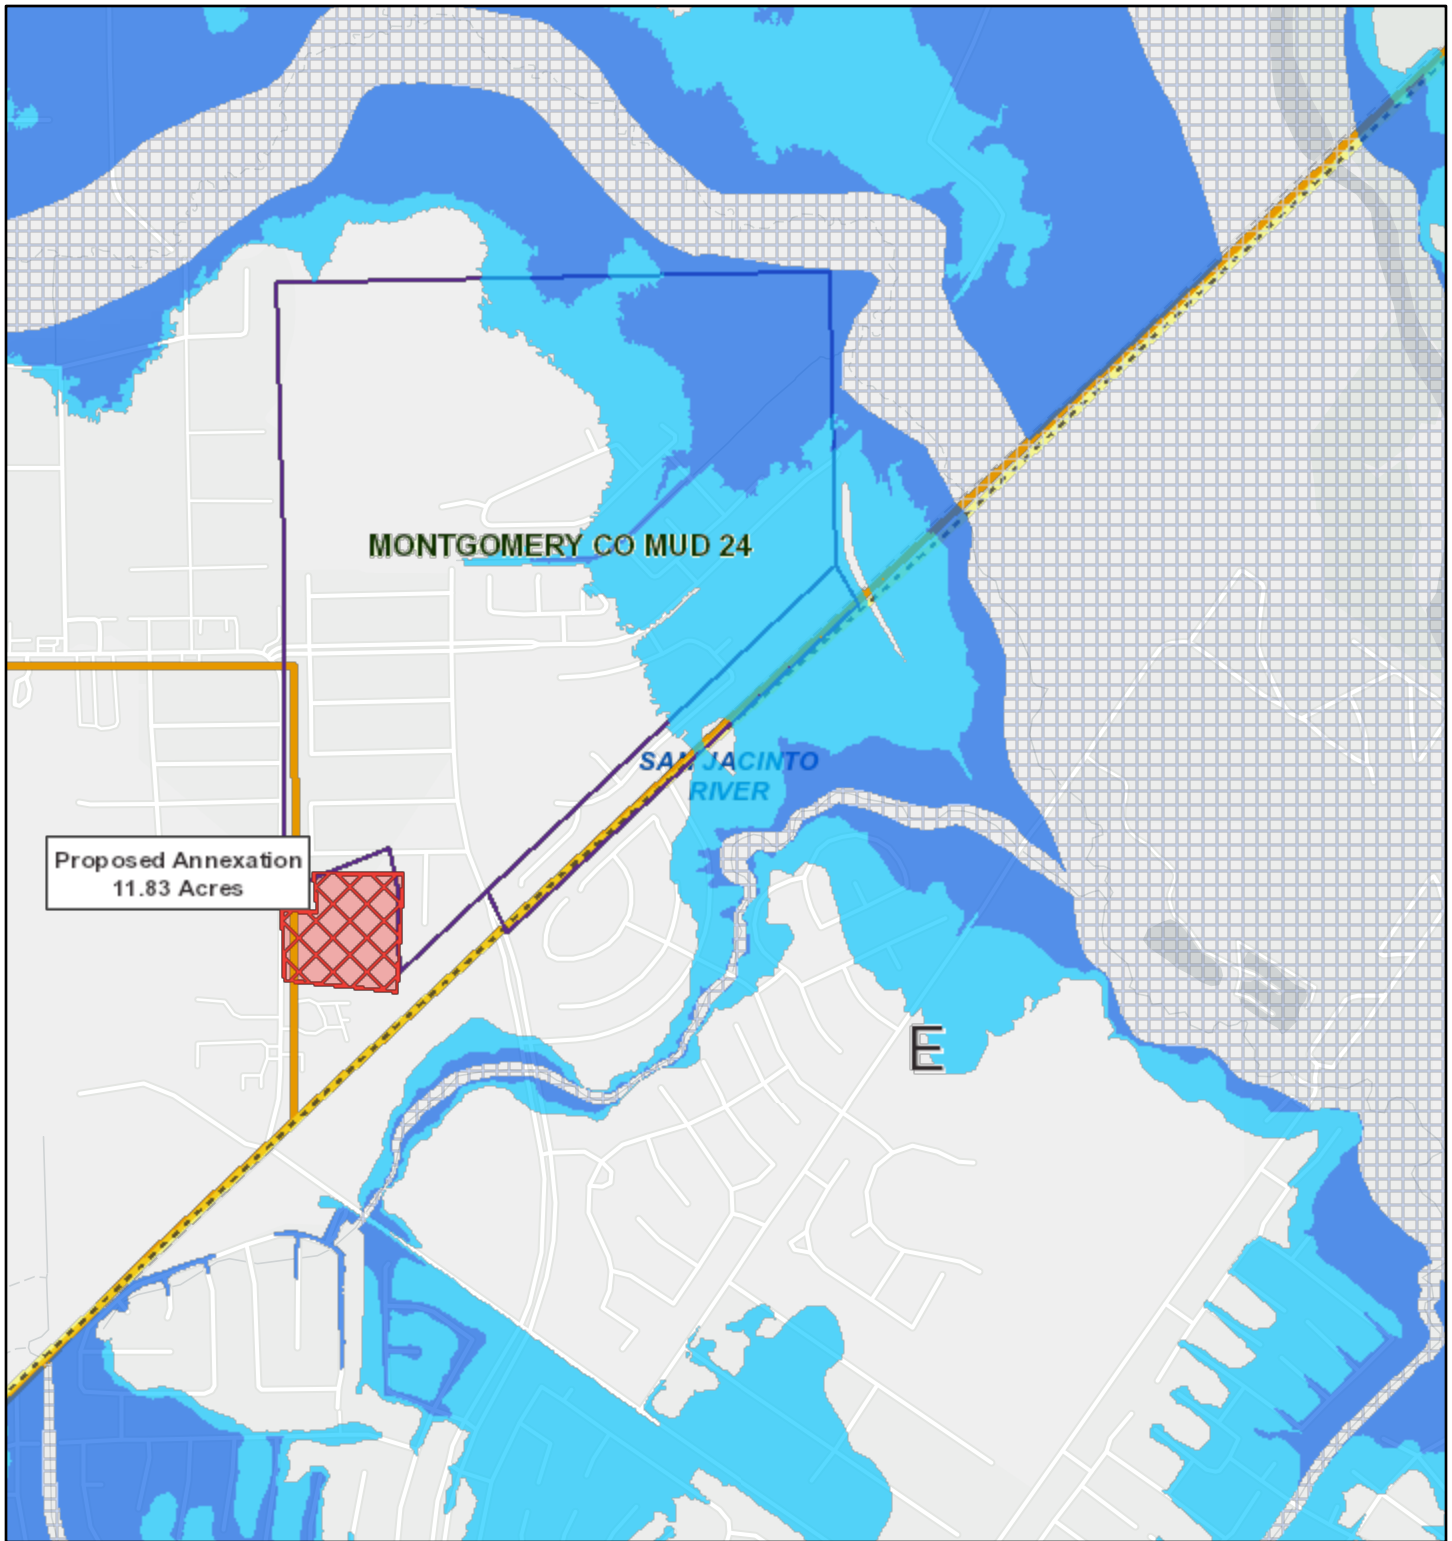 MONTGOMERY CO MUD 24
SAN JACINTO
RIVER
Proposed Annexation
11.83 Acres
E